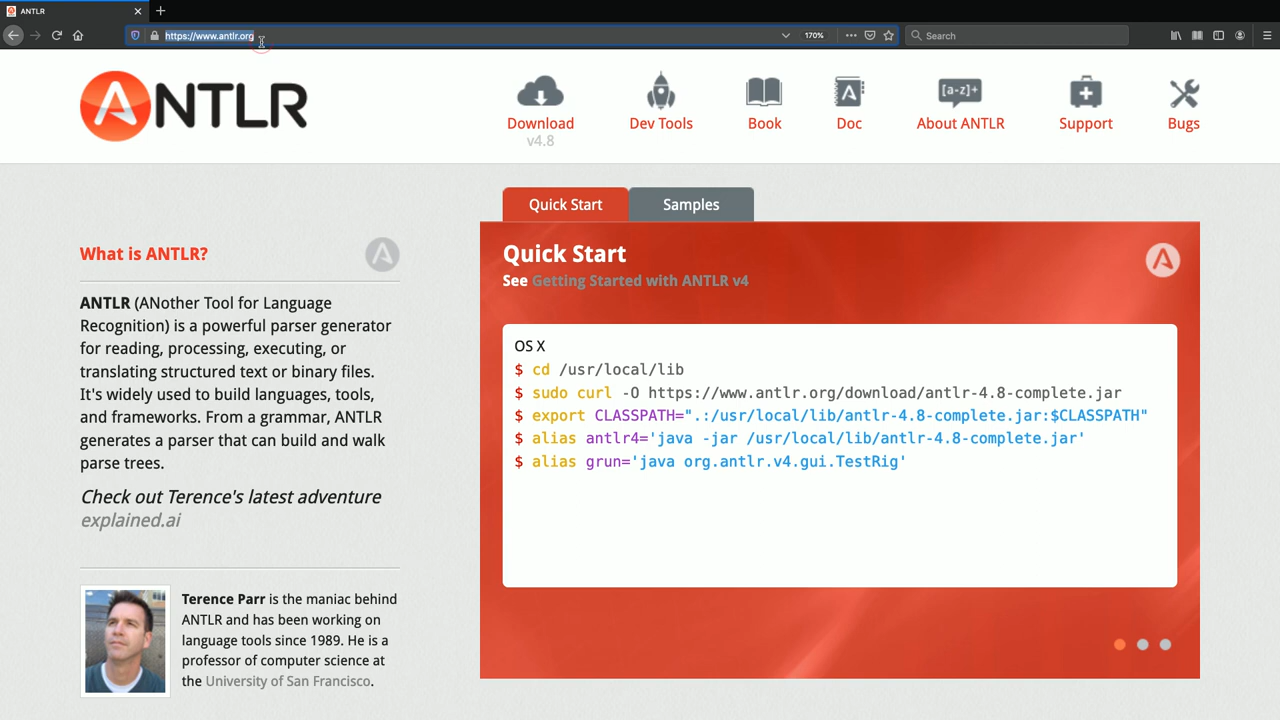 ANTLR
https://www.antlr.org
170%
Search
ANTLR
Download
v4.8
Dev Tools
Book
A
Doc
[a-z]+
About ANTLR
Support
Bugs
Quick Start
Samples
What is ANTLR?
ANTLR (ANother Tool for Language
Recognition) is a powerful parser generator
for reading, processing, executing, or
translating structured text or binary files.
It's widely used to build languages, tools,
and frameworks. From a grammar, ANTLR
generates a parser that can build and walk
parse trees.
Check out Terence's latest adventure
explained.ai
Terence Parr is the maniac behind
ANTLR and has been working on
language tools since 1989. He is a
professor of computer science at
the University of San Francisco.
Quick Start
See Getting Started with ANTLR v4
OS X
$ cd /usr/local/lib
$ sudo curl -O https://www.antlr.org/download/antlr-4.8-complete.jar
$ export CLASSPATH=".:/usr/local/lib/antlr-4.8-complete.jar:$CLASSPATH"
$ alias antlr4='java -jar /usr/local/lib/antlr-4.8-complete.jar'
$ alias grun='java org.antlr.v4.gui.TestRig'